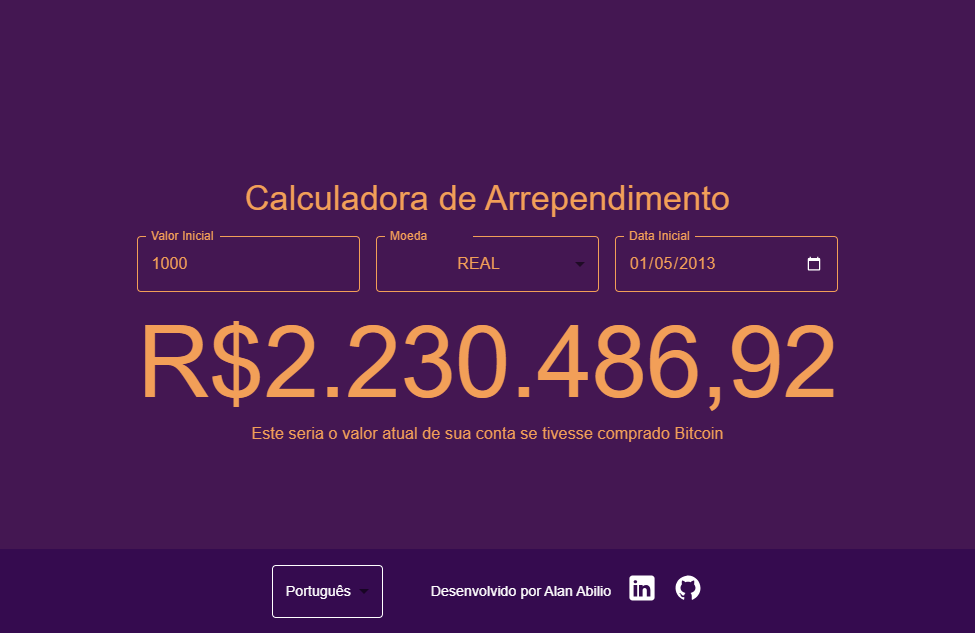 Calculadora de Arrependimento
Valor Inicial
Moeda
Data Inicial
1000
REAL
01/05/2013
R$2.230.486,92
Este seria o valor atual de sua conta se tivesse comprado Bitcoin
Português
Desenvolvido por Alan Abilio
in